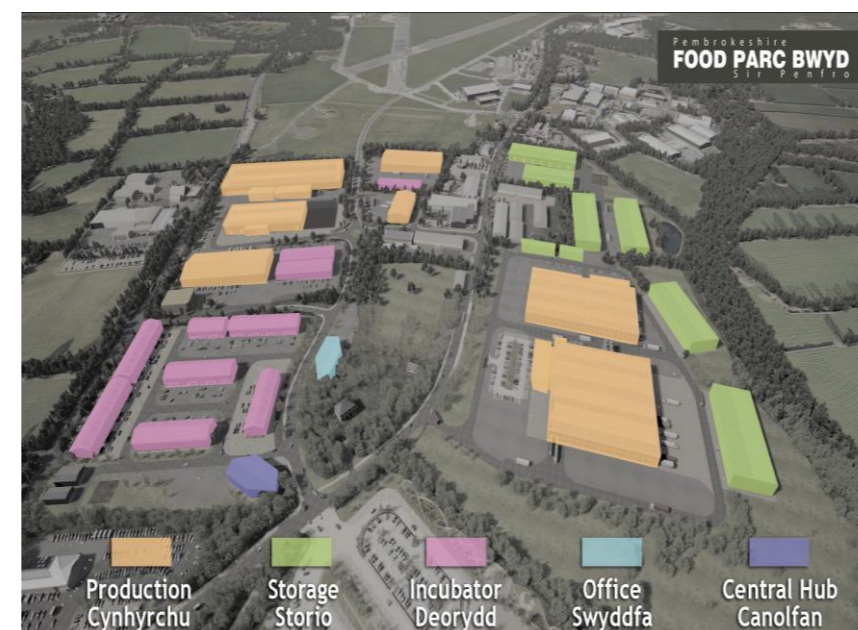 Pembrokeshire
FOOD PARC BWYD
Sir Penfro
Production
Cynhyrchu
Storage
Storio
Incubator
Deorydd
Office
Swyddfa
Central Hub
Canolfan